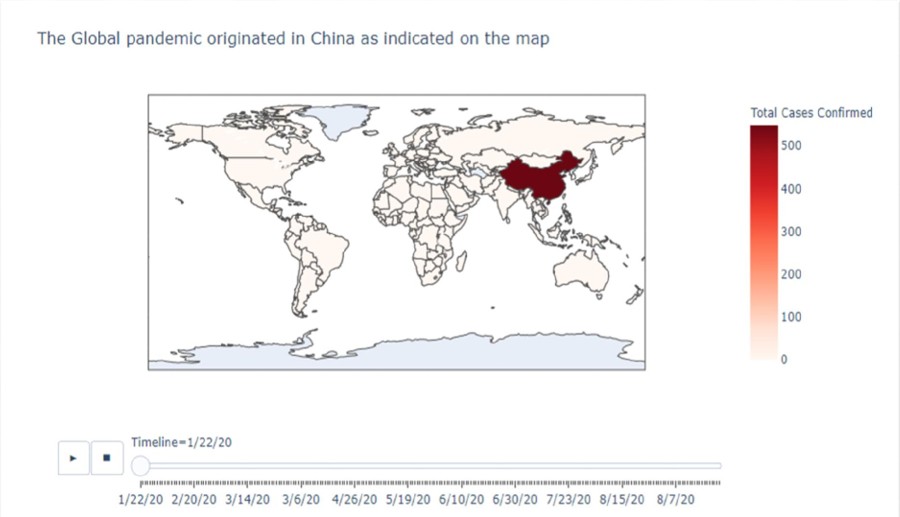 The Global pandemic originated in China as indicated on the map
Total Cases Confirmed
500
400
300
200
100
0
Timeline=1/22/20
1/22/20 2/20/20 3/14/20 3/6/20 4/26/20 5/19/20 6/10/20 6/30/20 7/23/20 8/15/20 8/7/20